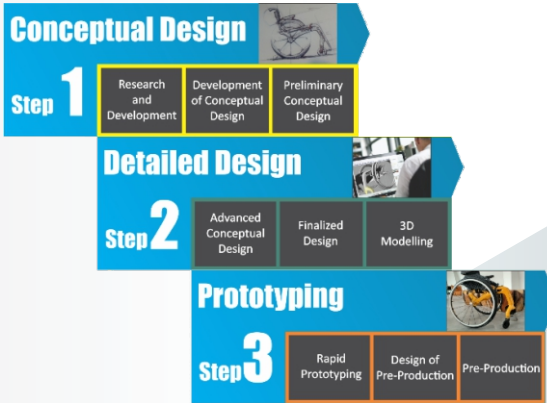 Conceptual Design
Step 1
Research
and
Development
Development
of Conceptual
Design
Preliminary
Conceptual
Design
Detailed Design
Step 2
Advanced
Conceptual
Design
Finalized
Design
3D
Modelling
Prototyping
Step 3
Rapid
Prototyping
Design of
Pre-Production
Pre-Production